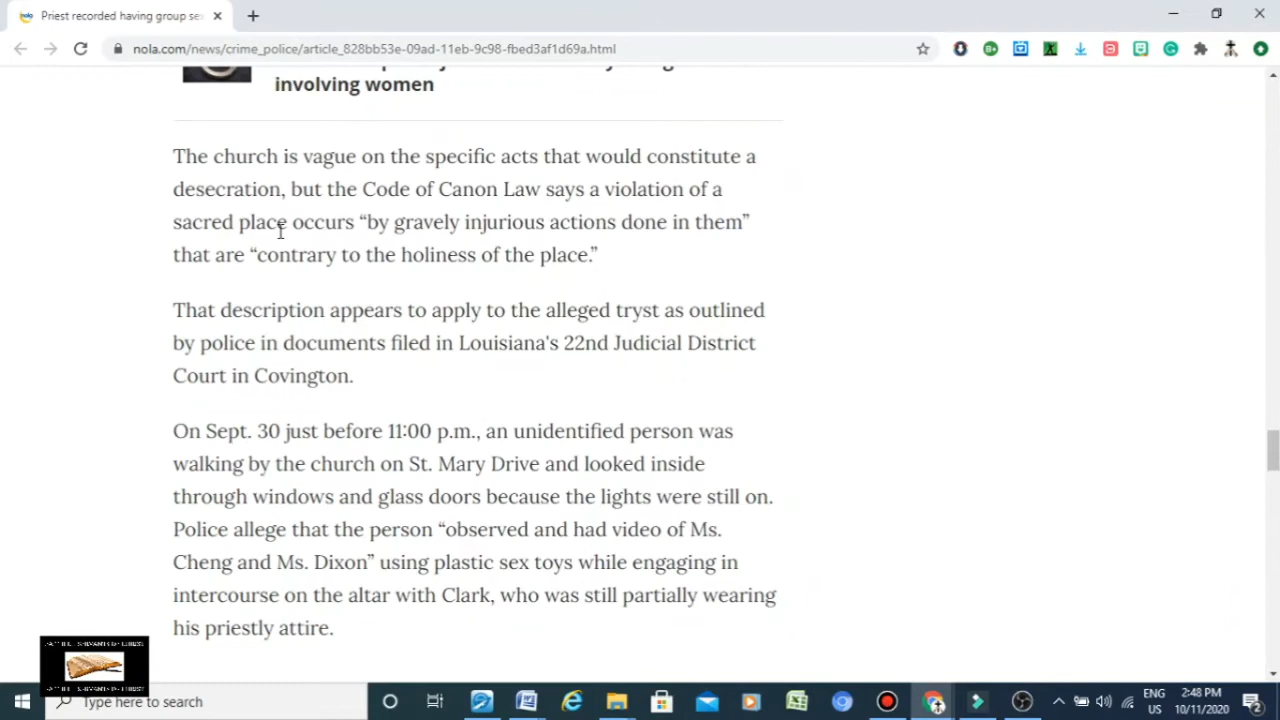 Priest recorded having group se
nola.com/news/crime_police/article_828bb53e-09ad-11eb-9c98-fbed3af1d69a.html
involving women
The church is vague on the specific acts that would constitute a
desecration, but the Code of Canon Law says a violation of a
sacred place occurs “by gravely injurious actions done in them”
that are “contrary to the holiness of the place.”
That description appears to apply to the alleged tryst as outlined
by police in documents filed in Louisiana's 22nd Judicial District
Court in Covington.
On Sept. 30 just before 11:00 p.m., an unidentified person was
walking by the church on St. Mary Drive and looked inside
through windows and glass doors because the lights were still on.
Police allege that the person “observed and had video of Ms.
Cheng and Ms. Dixon” using plastic sex toys while engaging in
intercourse on the altar with Clark, who was still partially wearing
his priestly attire.
Type here to search
ENG
US
2:48 PM
10/11/2020
2